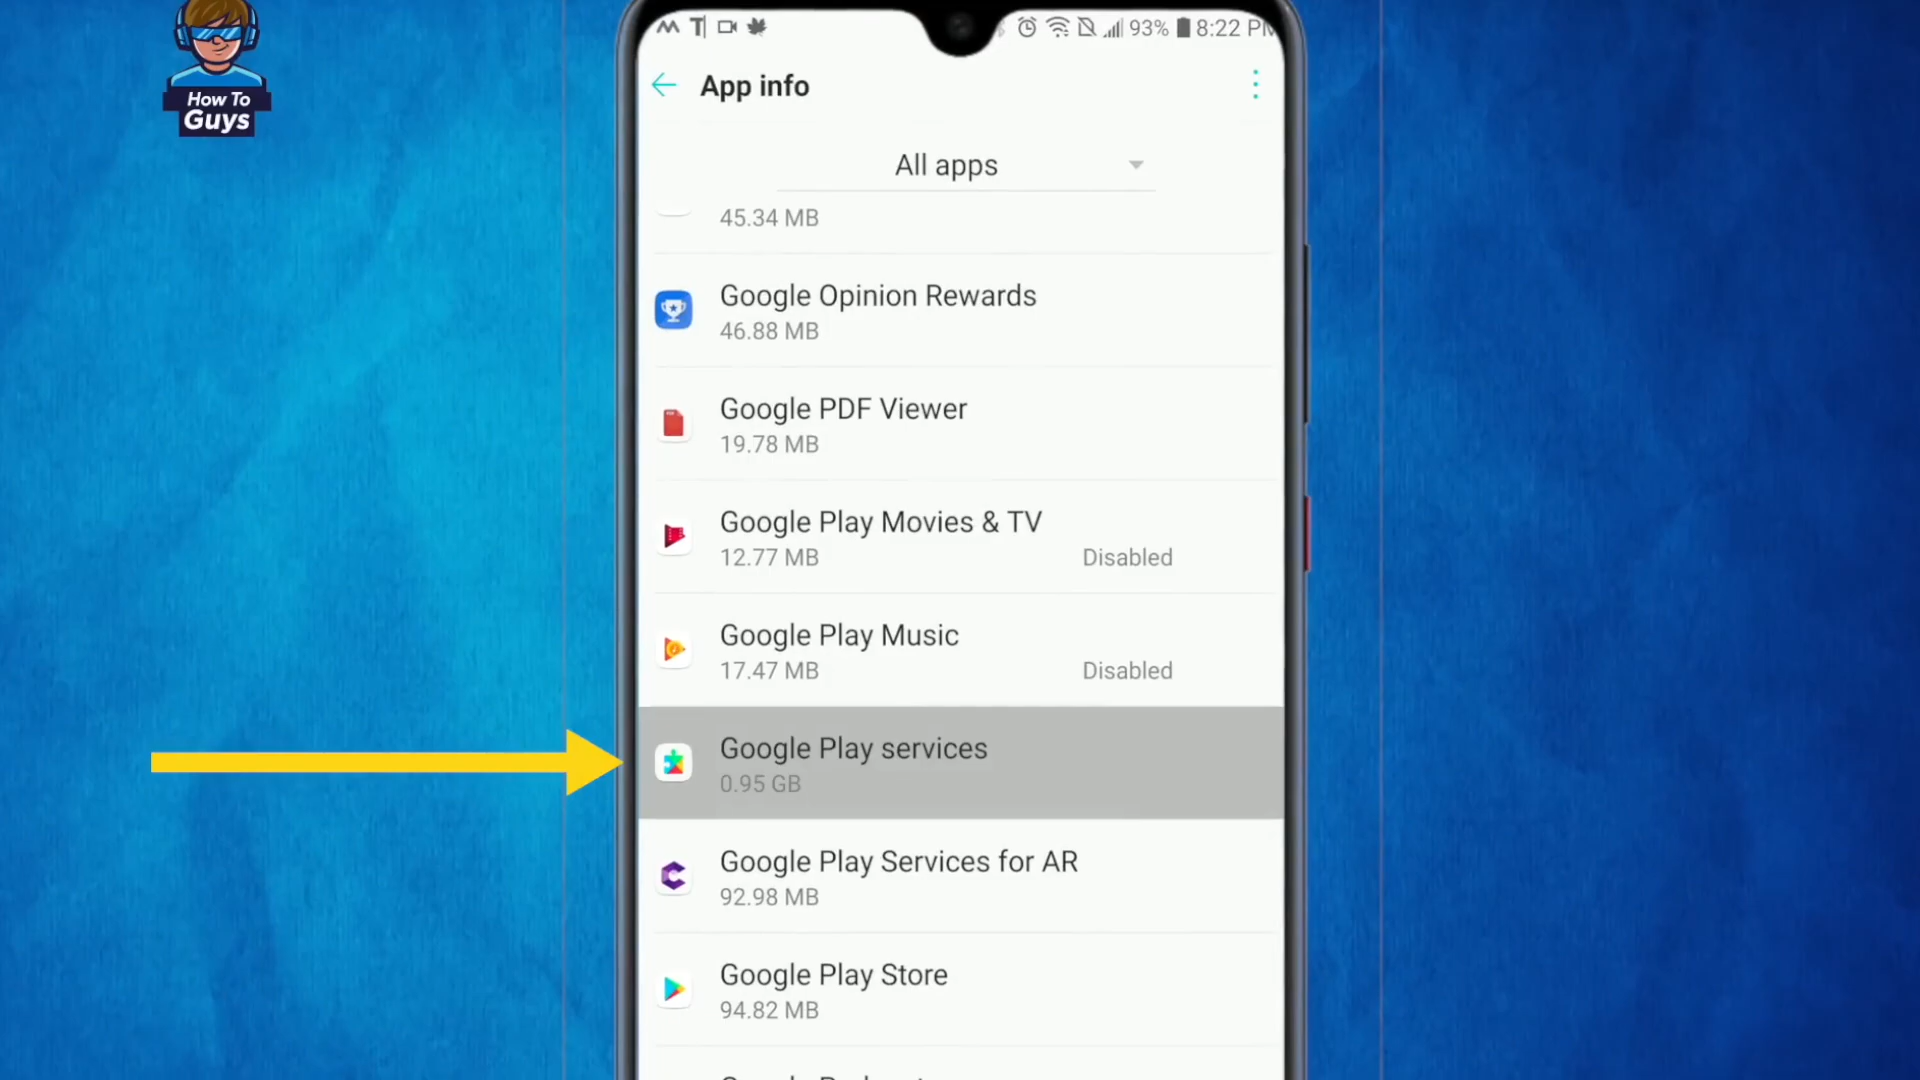 How To
Guys
93% 8:22 PM
App info
All apps
45.34 MB
Google Opinion Rewards
46.88 MB
Google PDF Viewer
19.78 MB
Google Play Movies & TV
12.77 MB Disabled
Google Play Music
17.47 MB Disabled
Google Play services
0.95 GB
Google Play Services for AR
92.98 MB
Google Play Store
94.82 MB